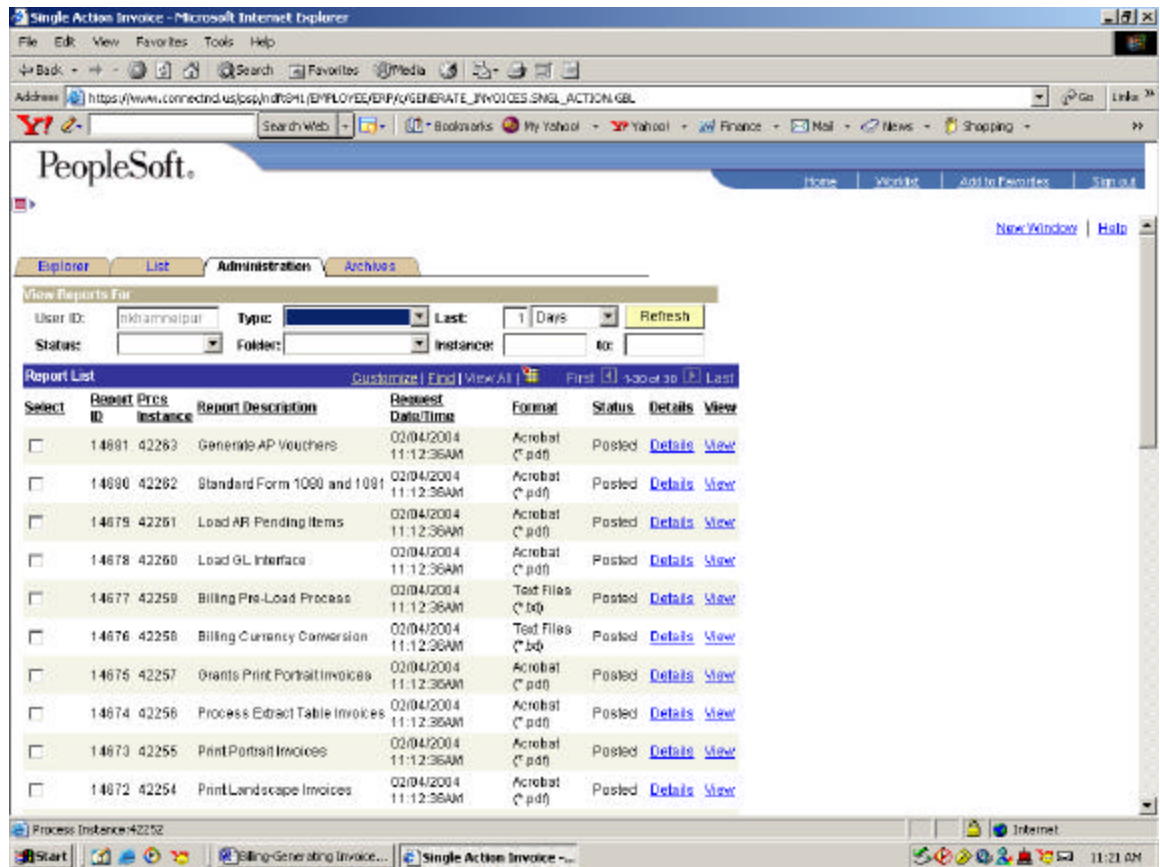 Single Action Invoice - Microsoft Internet Explorer
File Edit View Favorites Tools Help
Back Search Favorites Media
Address https://www.connectnd.us/psp/ndft841/EMPLOYEE/ERP/c/GENERATE_INVOICES.SNGL_ACTION.GBL Go Links »
Y! Search Web Bookmarks My Yahoo! Yahoo! Finance Mail News Shopping »
PeopleSoft.
Home Worklist Add to Favorites Sign out
New Window | Help
Explorer List Administration Archives
View Reports For
User ID: Type: Last: 1 Days Refresh
Status: Folder: Instance: to:
Report List Customize | Find | View All | First 1-30 of 30 Last
Select Report ID Prcs Instance Report Description Request Date/Time Format Status Details View
14681 42263 Generate AP Vouchers 02/04/2004 11:12:36AM Acrobat (*.pdf) Posted Details View
14680 42262 Standard Form 1080 and 1081 02/04/2004 11:12:36AM Acrobat (*.pdf) Posted Details View
14679 42261 Load AR Pending Items 02/04/2004 11:12:36AM Acrobat (*.pdf) Posted Details View
14678 42260 Load GL Interface 02/04/2004 11:12:36AM Acrobat (*.pdf) Posted Details View
14677 42259 Billing Pre-Load Process 02/04/2004 11:12:36AM Text Files (*.txt) Posted Details View
14676 42258 Billing Currency Conversion 02/04/2004 11:12:36AM Text Files (*.txt) Posted Details View
14675 42257 Grants Print Portrait Invoices 02/04/2004 11:12:36AM Acrobat (*.pdf) Posted Details View
14674 42256 Process Extract Table Invoices 02/04/2004 11:12:36AM Acrobat (*.pdf) Posted Details View
14673 42255 Print Portrait Invoices 02/04/2004 11:12:36AM Acrobat (*.pdf) Posted Details View
14672 42254 Print Landscape Invoices 02/04/2004 11:12:36AM Acrobat (*.pdf) Posted Details View
Process Instance:42252 Internet
Start Billing-Generating Invoice... Single Action Invoice -... 11:21 AM